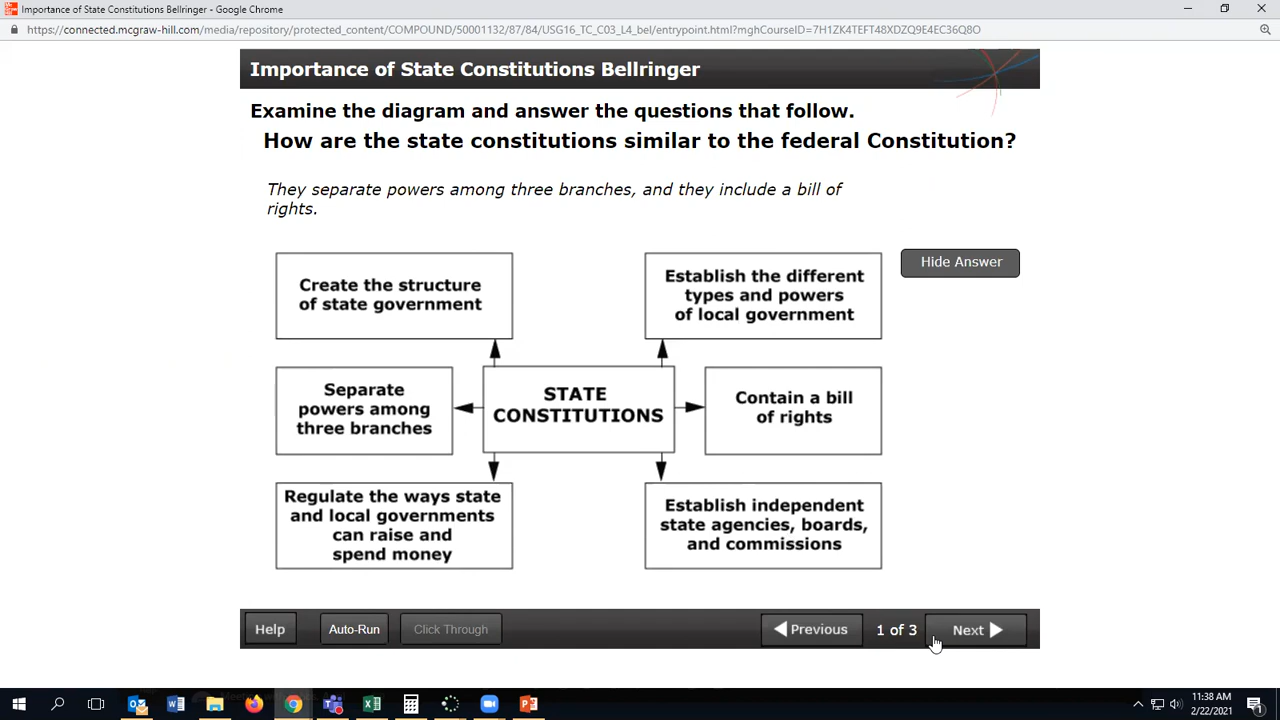 Importance of State Constitutions Bellringer - Google Chrome
https://connected.mcgraw-hill.com/media/repository/protected_content/COMPOUND/50001132/87/84/USG16_TC_C03_L4_bel/entrypoint.html?mghCourseID=7H1ZK4TEFT48XDZQ9E4EC36Q8O
Importance of State Constitutions Bellringer
Examine the diagram and answer the questions that follow.
How are the state constitutions similar to the federal Constitution?
They separate powers among three branches, and they include a bill of
rights.
Hide Answer
Create the structure
of state government
Establish the different
types and powers
of local government
Separate
powers among
three branches
STATE
CONSTITUTIONS
Contain a bill
of rights
Regulate the ways state
and local governments
can raise and
spend money
Establish independent
state agencies, boards,
and commissions
Help
Auto-Run
Click Through
Previous
1 of 3
Next
11:38 AM
2/22/2021